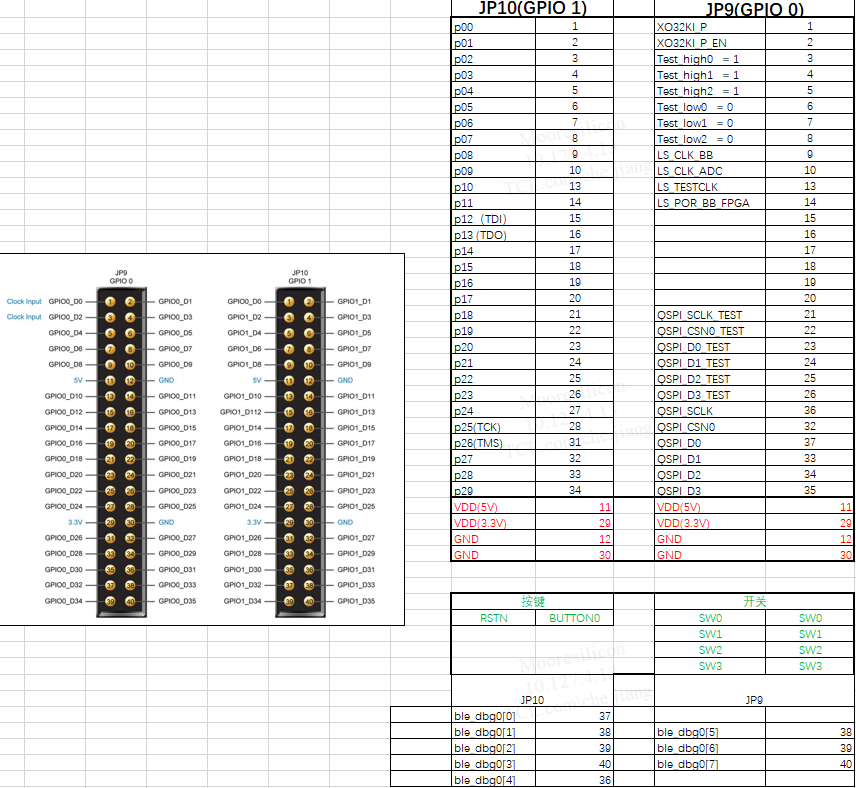 JP10(GPIO 1) JP9(GPIO 0)
p00 1 XO32KI_P 1
p01 2 XO32KI_P_EN 2
p02 3 Test_high0 = 1 3
p03 4 Test_high1 = 1 4
p04 5 Test_high2 = 1 5
p05 6 Test_low0 = 0 6
p06 7 Test_low1 = 0 7
p07 8 Test_low2 = 0 8
p08 9 LS_CLK_BB 9
p09 10 LS_CLK_ADC 10
p10 13 LS_TESTCLK 13
p11 14 LS_POR_BB_FPGA 14
p12 (TDI) 15 15
p13 (TDO) 16 16
p14 17 17
p15 18 18
p16 19 19
p17 20 20
p18 21 QSPI_SCLK_TEST 21
p19 22 QSPI_CSN0_TEST 22
p20 23 QSPI_D0_TEST 23
p21 24 QSPI_D1_TEST 24
p22 25 QSPI_D2_TEST 25
p23 26 QSPI_D3_TEST 26
p24 27 QSPI_SCLK 36
p25(TCK) 28 QSPI_CSN0 32
p26(TMS) 31 QSPI_D0 37
p27 32 QSPI_D1 33
p28 33 QSPI_D2 34
p29 34 QSPI_D3 35
VDD(5V) 11 VDD(5V) 11
VDD(3.3V) 29 VDD(3.3V) 29
GND 12 GND 12
GND 30 GND 30
JP9 JP10
GPIO 0 GPIO 1
Clock Input GPIO0_D0 1 2 GPIO0_D1 GPIO0_D0 1 2 GPIO1_D1
Clock Input GPIO0_D2 3 4 GPIO0_D3 GPIO1_D2 3 4 GPIO1_D3
GPIO0_D4 5 6 GPIO0_D5 GPIO1_D4 5 6 GPIO1_D5
GPIO0_D6 7 8 GPIO0_D7 GPIO1_D6 7 8 GPIO1_D7
GPIO0_D8 9 10 GPIO0_D9 GPIO1_D8 9 10 GPIO1_D9
5V 11 12 GND 5V 11 12 GND
GPIO0_D10 13 14 GPIO0_D11 GPIO1_D10 13 14 GPIO1_D11
GPIO0_D12 15 16 GPIO0_D13 GPIO1_D112 15 16 GPIO1_D13
GPIO0_D14 17 18 GPIO0_D15 GPIO1_D14 17 18 GPIO1_D15
GPIO0_D16 19 20 GPIO0_D17 GPIO1_D16 19 20 GPIO1_D17
GPIO0_D18 21 22 GPIO0_D19 GPIO1_D18 21 22 GPIO1_D19
GPIO0_D20 23 24 GPIO0_D21 GPIO1_D20 23 24 GPIO1_D21
GPIO0_D22 25 26 GPIO0_D23 GPIO1_D22 25 26 GPIO1_D23
GPIO0_D24 27 28 GPIO0_D25 GPIO1_D24 27 28 GPIO1_D25
3.3V 29 30 GND 3.3V 29 30 GND
GPIO0_D26 31 32 GPIO0_D27 GPIO1_D26 31 32 GPIO1_D27
GPIO0_D28 33 34 GPIO0_D29 GPIO1_D28 33 34 GPIO1_D29
GPIO0_D30 35 36 GPIO0_D31 GPIO1_D30 35 36 GPIO1_D31
GPIO0_D32 37 38 GPIO0_D33 GPIO1_D32 37 38 GPIO1_D33
GPIO0_D34 39 40 GPIO0_D35 GPIO1_D34 39 40 GPIO1_D35
按键 开关
RSTN BUTTON0 SW0 SW0
SW1 SW1
SW2 SW2
SW3 SW3
JP10 JP9
ble_dbg0[0] 37
ble_dbg0[1] 38 ble_dbg0[5] 38
ble_dbg0[2] 39 ble_dbg0[6] 39
ble_dbg0[3] 40 ble_dbg0[7] 40
ble_dbg0[4] 36
Mooresilicon